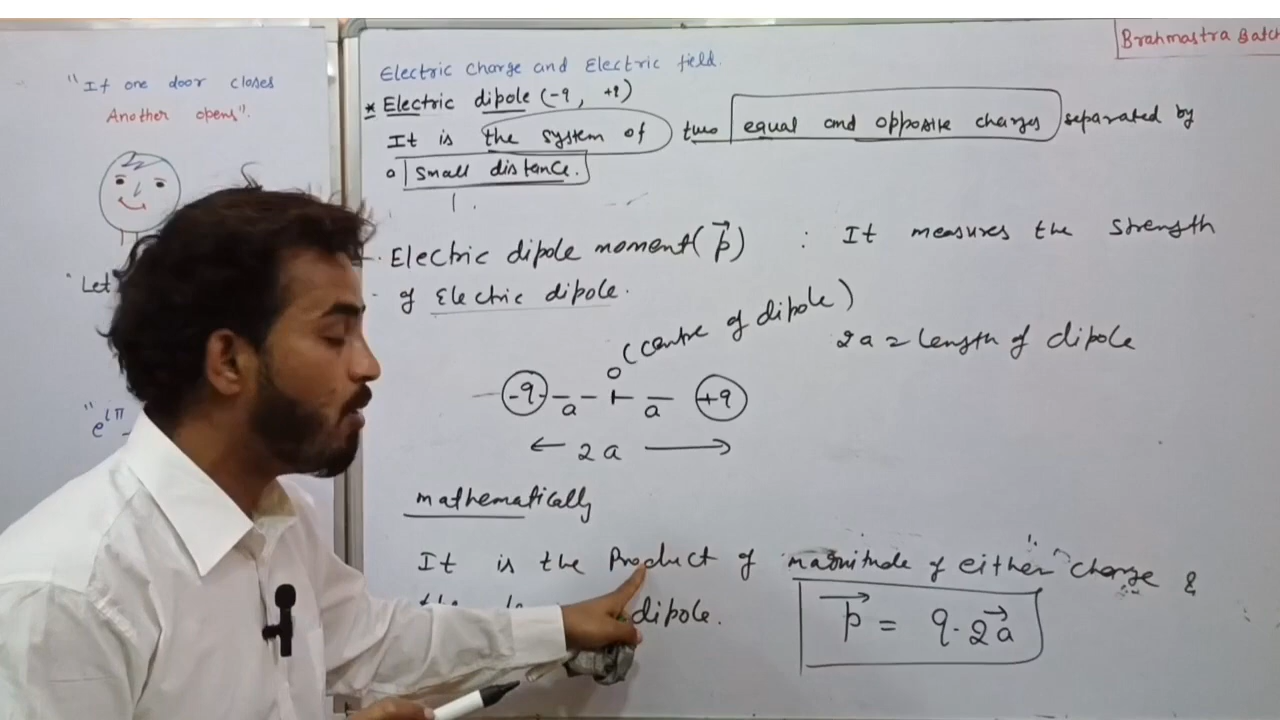 "If one door closes
Another opens".
"Let
"e^iπ
Brahmastra Batch
Electric Charge and Electric field.
* Electric dipole (-q, +q)
It is the system of two equal and opposite charges separated by
a small distance.
Electric dipole moment (p⃗) : It measures the strength
of Electric dipole.
(centre of dipole)
2a = length of dipole
O
-q a a +q
← 2a →
mathematically
It is the Product of magnitude of either charge &
dipole.
p⃗ = q. 2a⃗